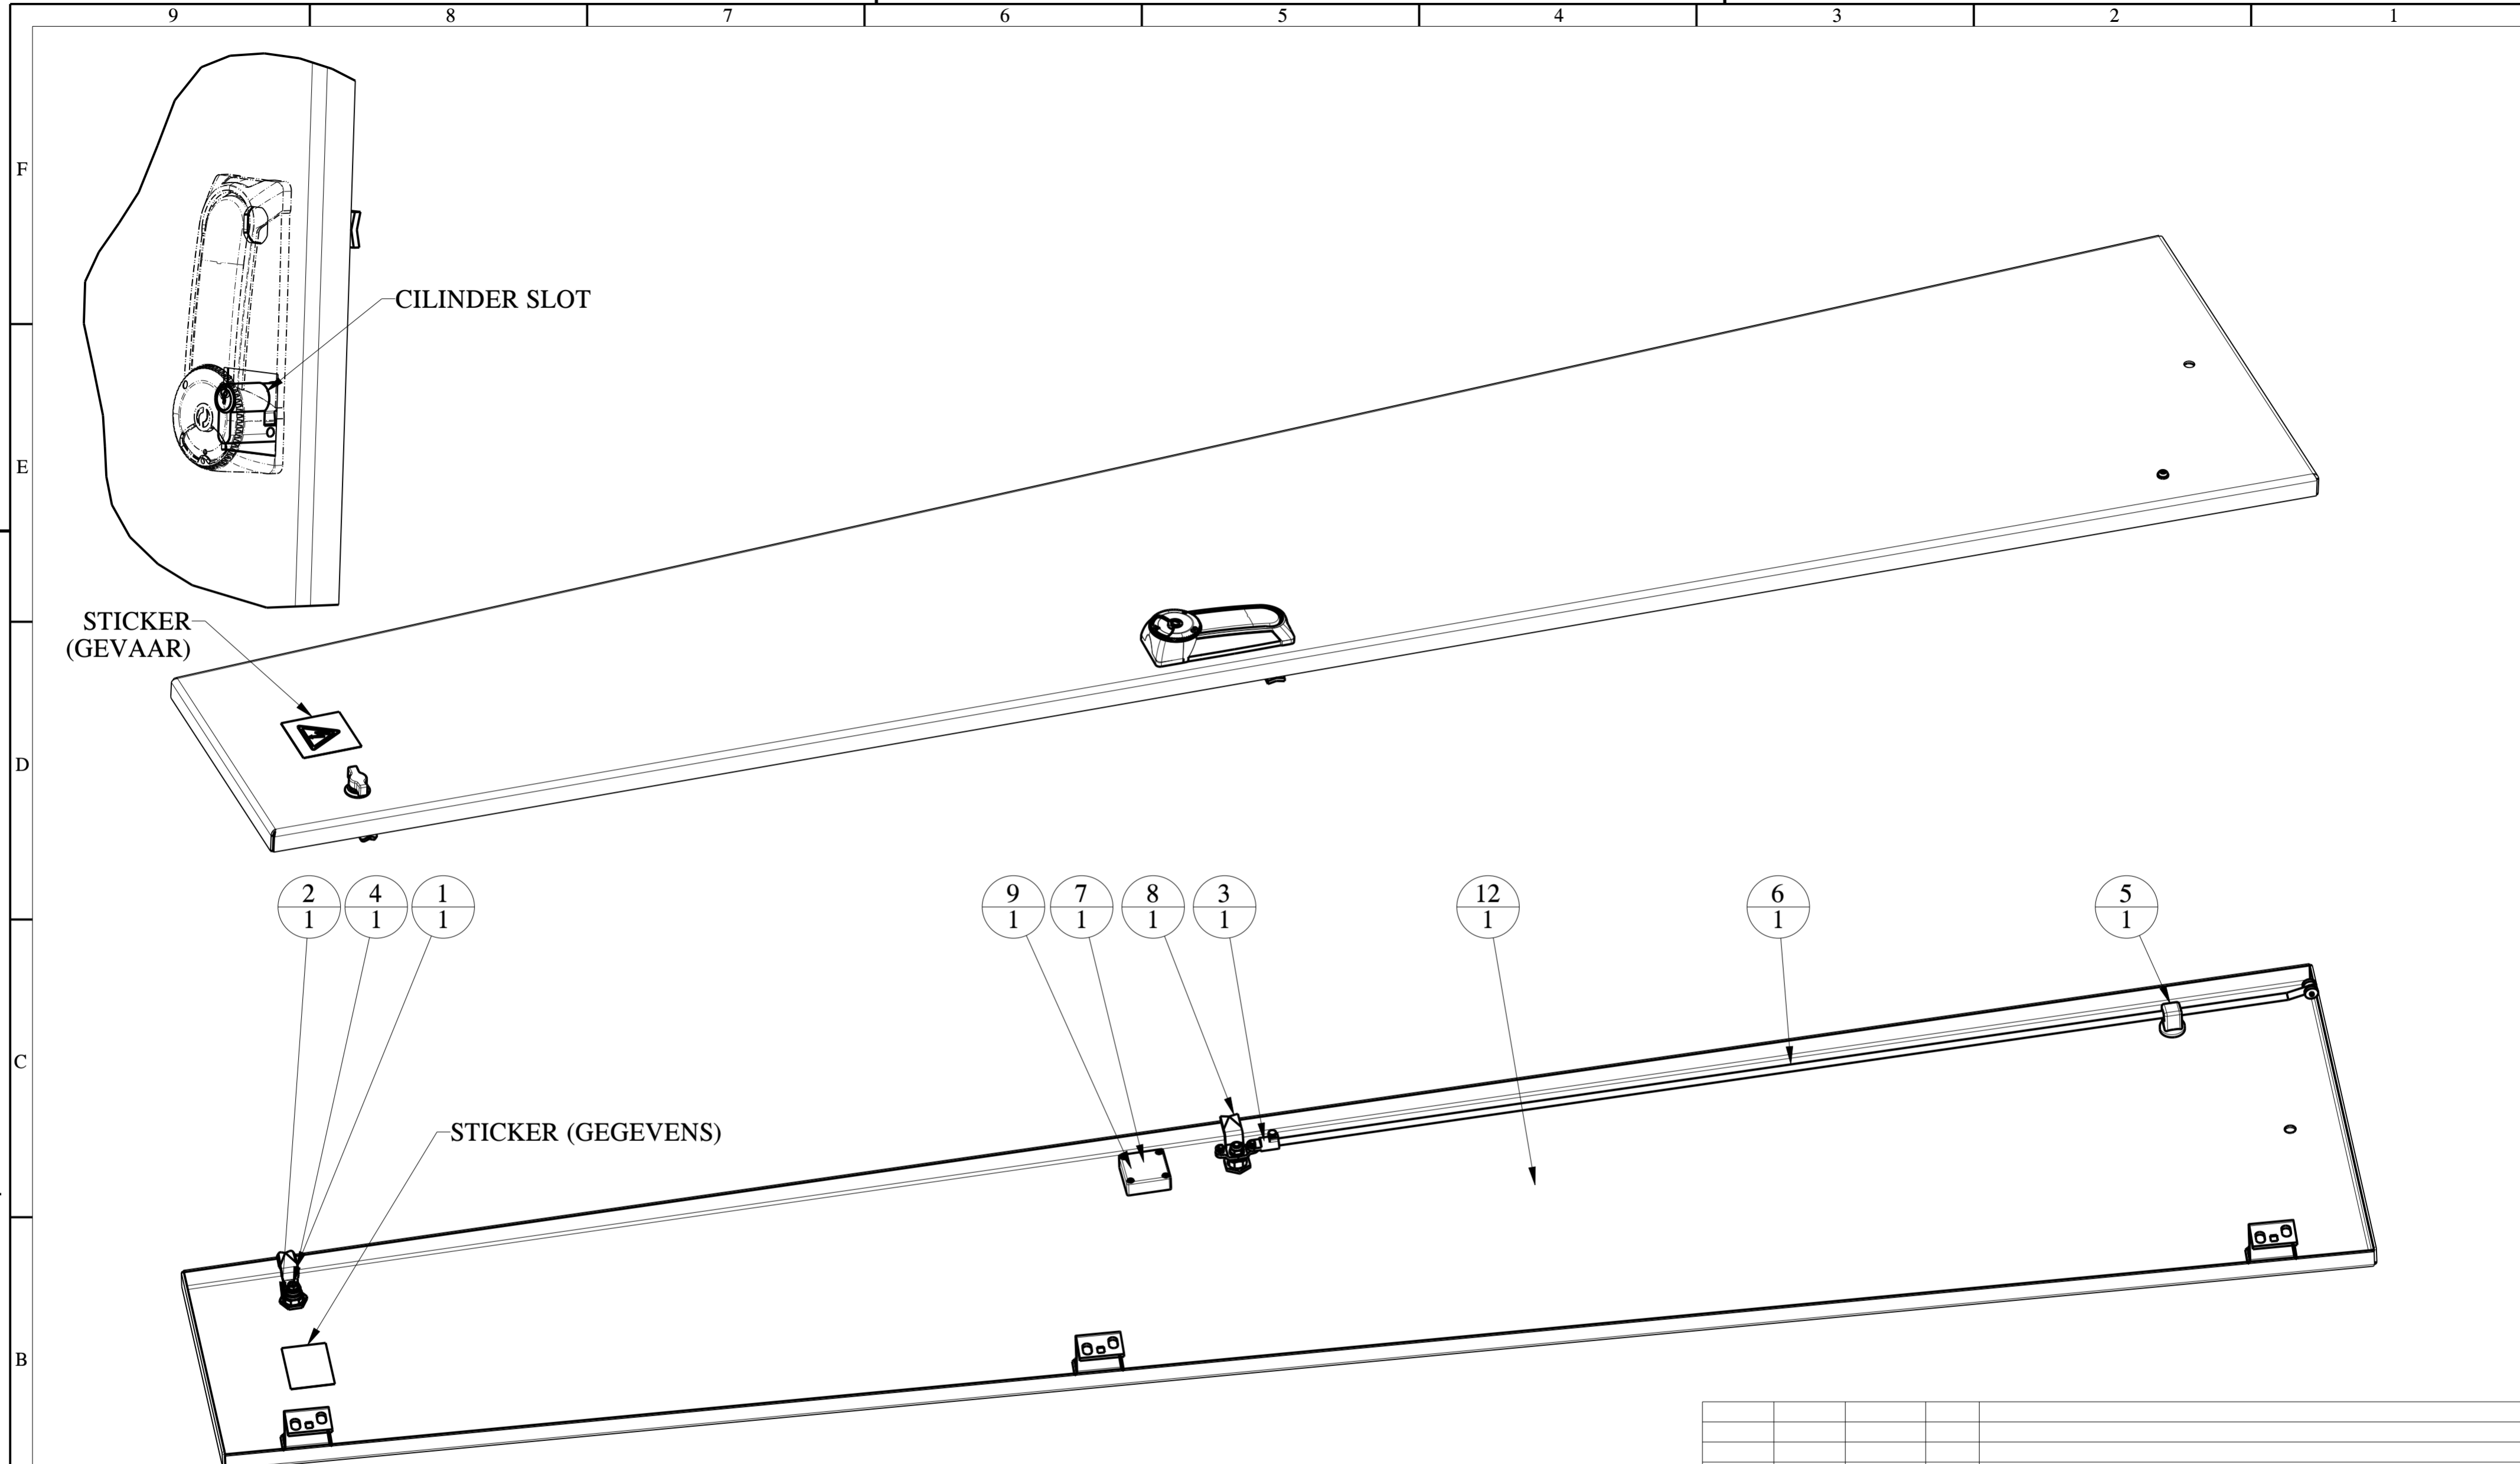 9 8 7 6 5 4 3 2 1
F
CILINDER SLOT
E
STICKER
(GEVAAR)
D
2 4 1 9 7 8 3 12 6 5
1 1 1 1 1 1 1 1 1 1
C
STICKER (GEGEVENS)
B